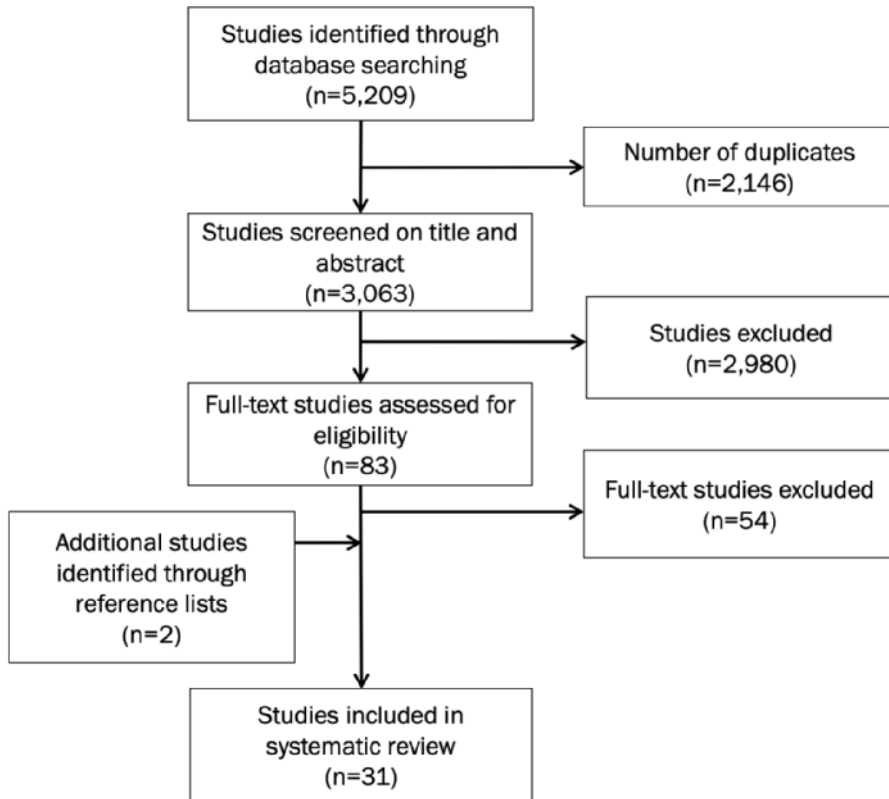 Studies identified through
database searching
(n=5,209)
Number of duplicates
(n=2,146)
Studies screened on title and
abstract
(n=3,063)
Studies excluded
(n=2,980)
Full-text studies assessed for
eligibility
(n=83)
Full-text studies excluded
(n=54)
Additional studies
identified through
reference lists
(n=2)
Studies included in
systematic review
(n=31)